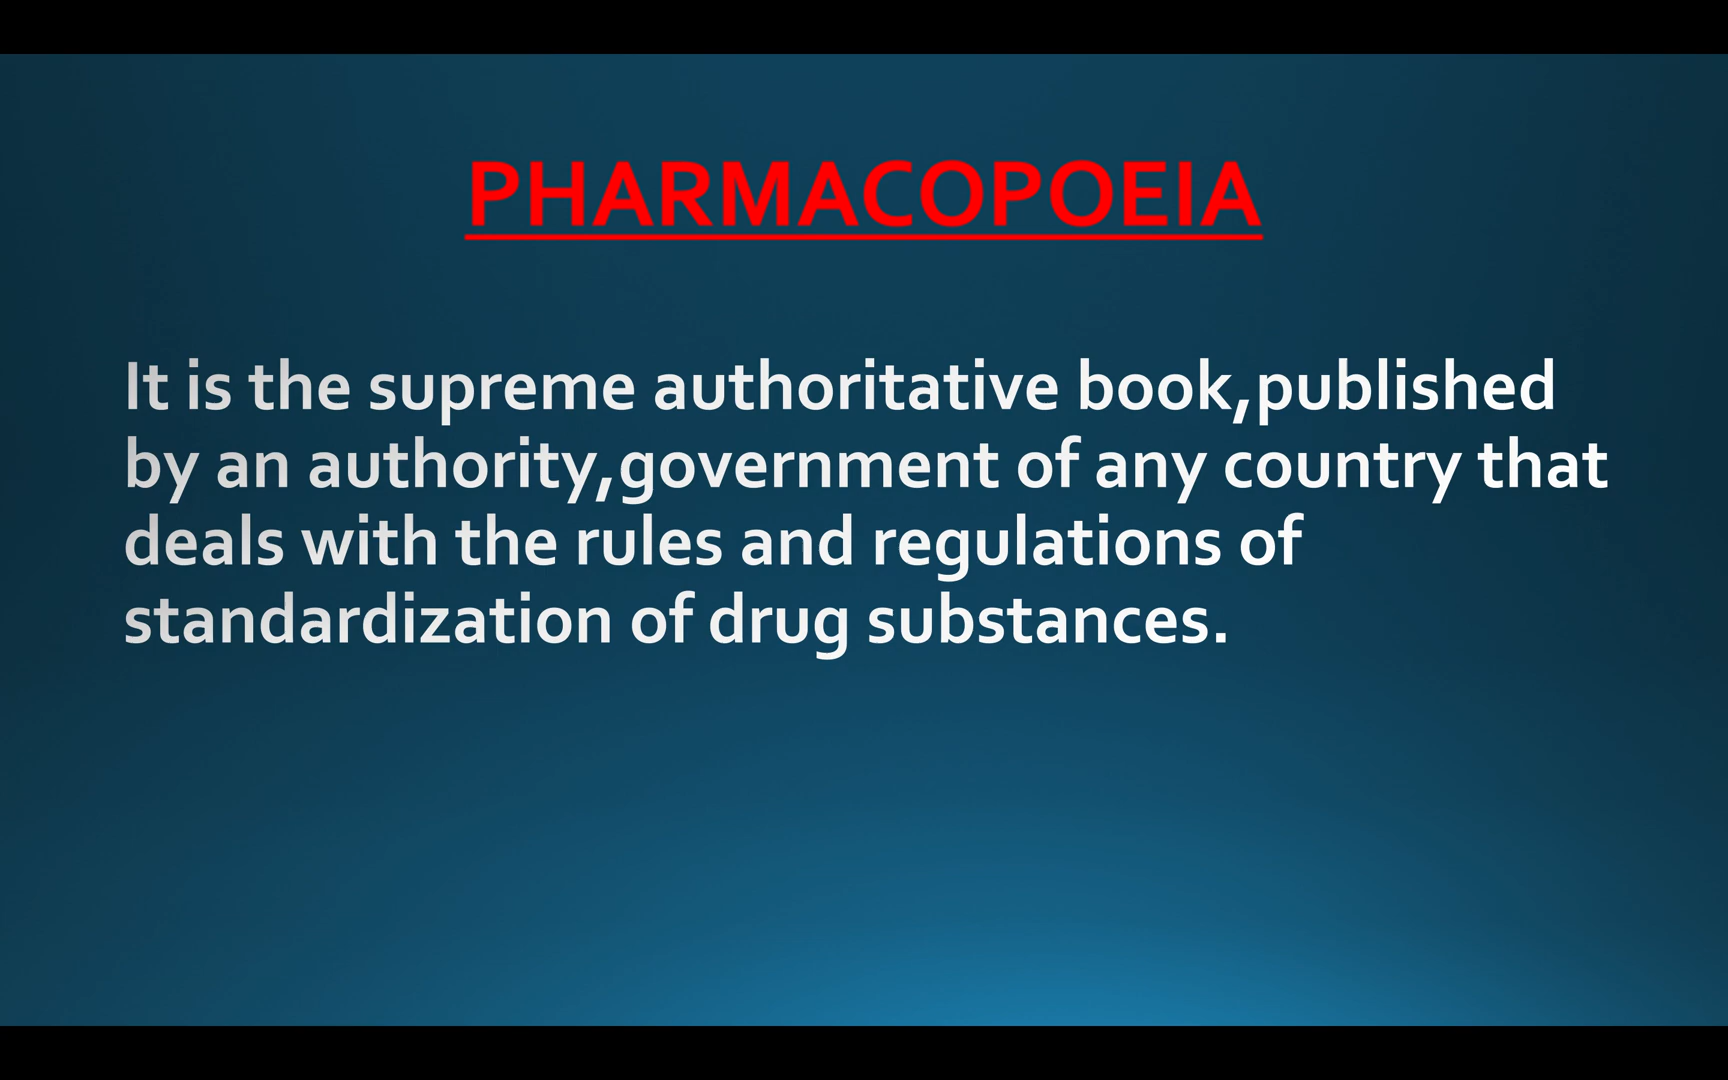 PHARMACOPOEIA
It is the supreme authoritative book,published
by an authority,government of any country that
deals with the rules and regulations of
standardization of drug substances.